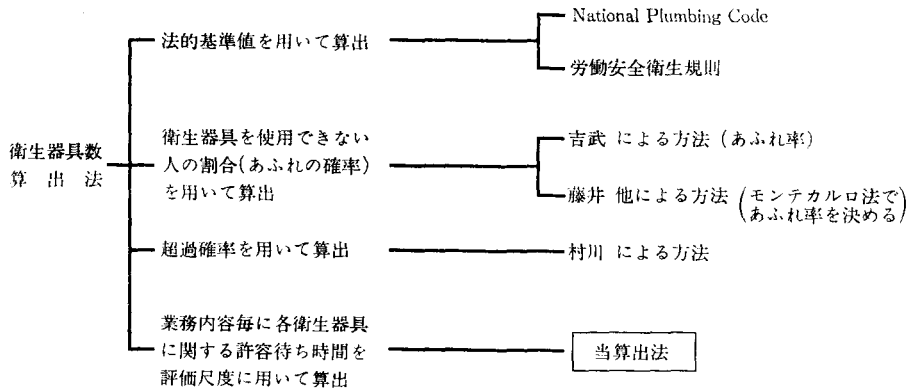 衛生器具数
算出法
法的基準値を用いて算出
National Plumbing Code
労働安全衛生規則
衛生器具を使用できない
人の割合(あふれの確率)
を用いて算出
吉武 による方法 (あふれ率)
藤井 他による方法 (モンテカルロ法で
あふれ率を決める)
超過確率を用いて算出
村川 による方法
業務内容毎に各衛生器具
に関する許容待ち時間を
評価尺度に用いて算出
当算出法